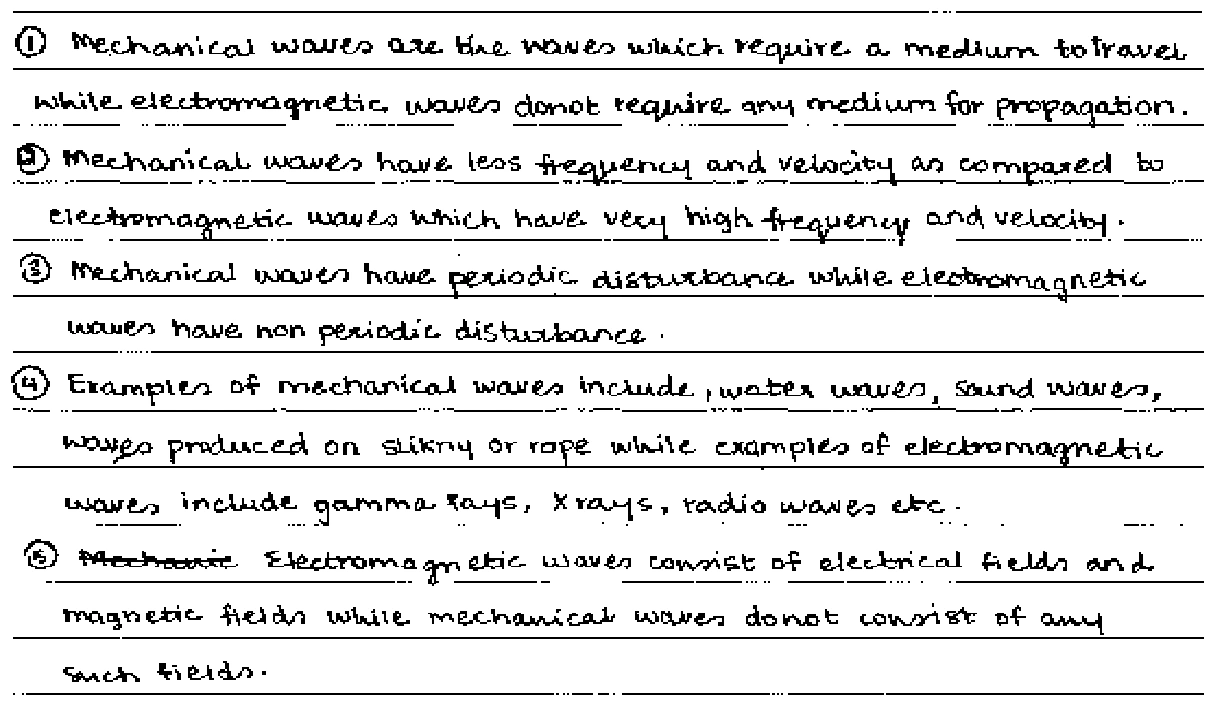 ① Mechanical waves are the waves which require a medium to travel
while electromagnetic waves donot require any medium for propagation.
② Mechanical waves have less frequency and velocity as compared to
electromagnetic waves which have very high frequency and velocity.
③ Mechanical waves have periodic disturbance while electromagnetic
waves have non periodic disturbance.
④ Examples of mechanical waves include, water waves, sound waves,
waves produced on slikny or rope while examples of electromagnetic
waves include gamma rays, X rays, radio waves etc.
⑤ Mechanic Electromagnetic waves consist of electrical fields and
magnetic fields while mechanical waves donot consist of any
such fields.